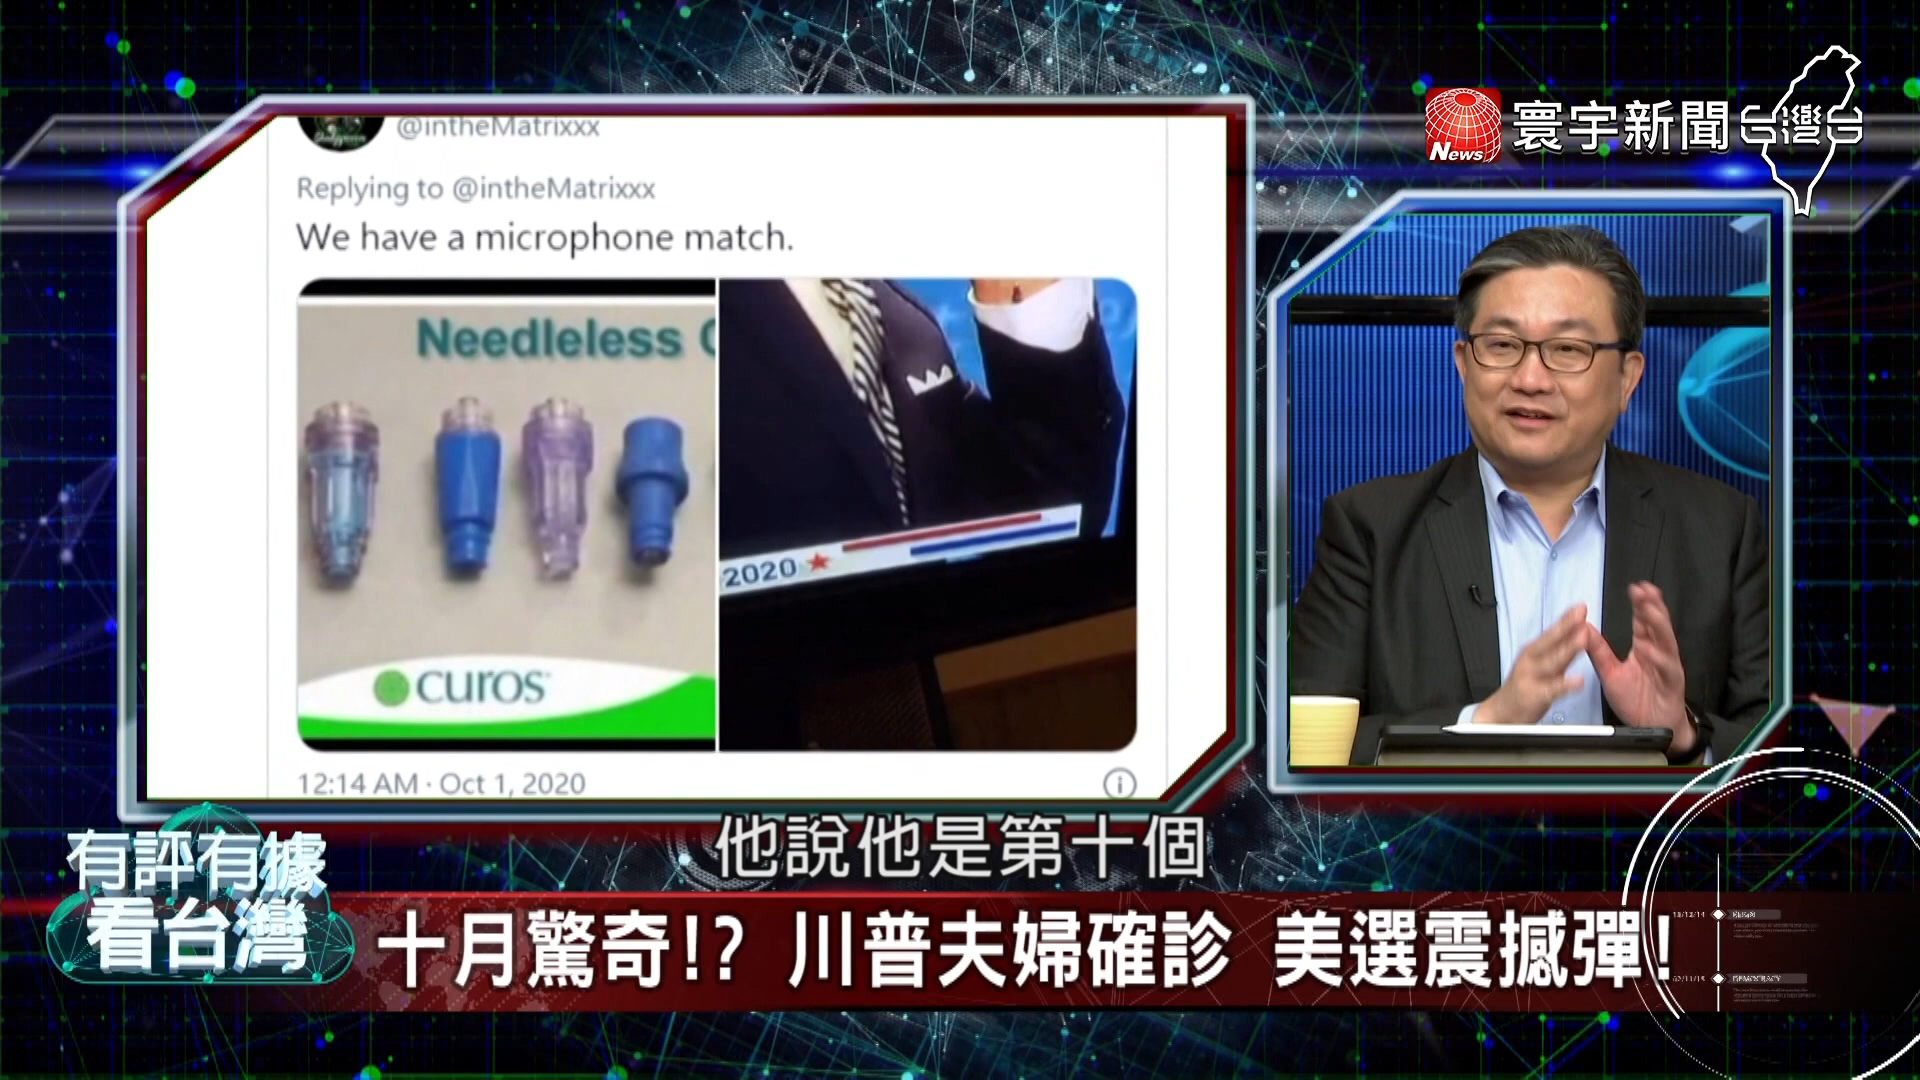 @intheMatrixxx
Replying to @intheMatrixxx
We have a microphone match.
Needleless
curos
2020
12:14 AM · Oct 1, 2020
News
寰宇新聞
台灣台
他說他是第十個
有評有據
看台灣
十月驚奇!? 川普夫婦確診 美選震撼彈!
DEMOCRACY